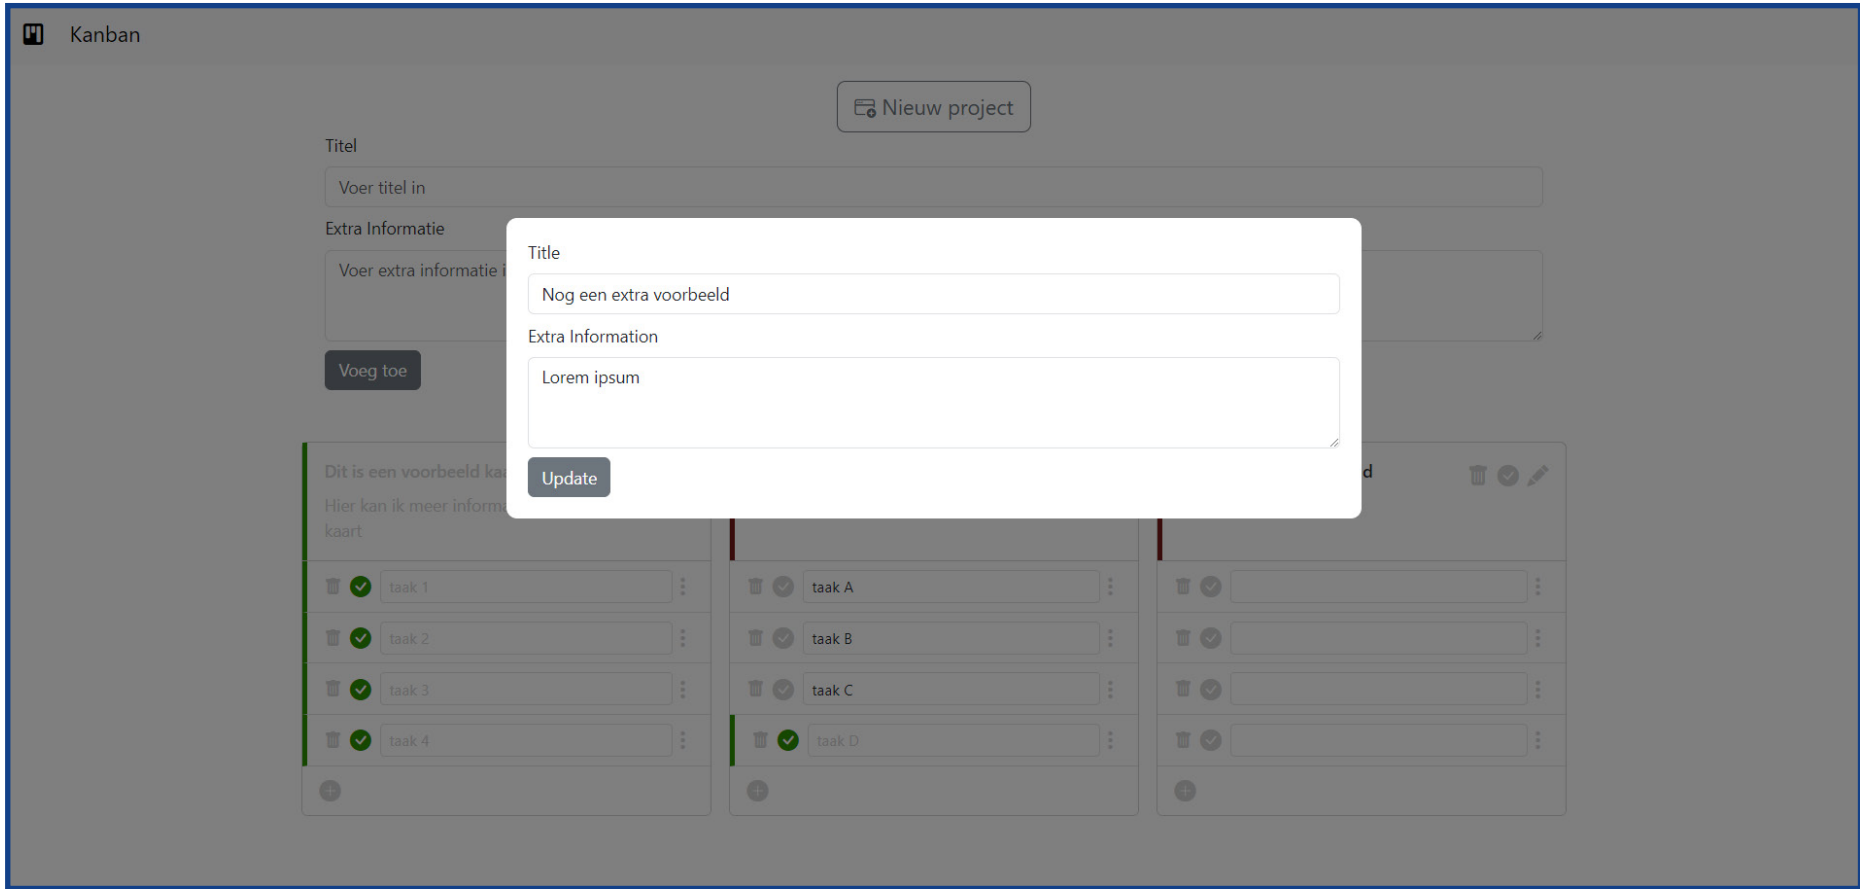 Kanban
Nieuw project
Titel
Voer titel in
Extra Informatie
Voer extra informatie i
Voeg toe
Title
Nog een extra voorbeeld
Extra Information
Lorem ipsum
Update
Dit is een voorbeeld ka
d
Hier kan ik meer informa
kaart
taak 1
taak A
taak 2
taak B
taak 3
taak C
taak 4
taak D